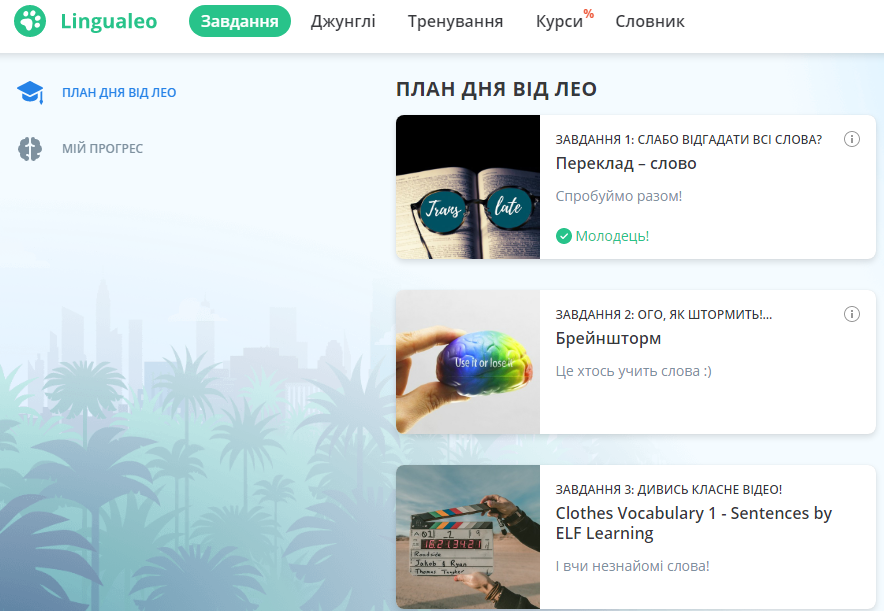 Lingualeo
Завдання
Джунглі
Тренування
Курси%
Словник
ПЛАН ДНЯ ВІД ЛЕО
МІЙ ПРОГРЕС
ПЛАН ДНЯ ВІД ЛЕО
Trans late
ЗАВДАННЯ 1: СЛАБО ВІДГАДАТИ ВСІ СЛОВА?
Переклад – слово
Спробуймо разом!
Молодець!
Use it or lose it
ЗАВДАННЯ 2: ОГО, ЯК ШТОРМИТЬ!...
Брейншторм
Це хтось учить слова :)
ЗАВДАННЯ 3: ДИВИСЬ КЛАСНЕ ВІДЕО!
Clothes Vocabulary 1 - Sentences by
ELF Learning
І вчи незнайомі слова!
Roadside
Jakob & Ryan